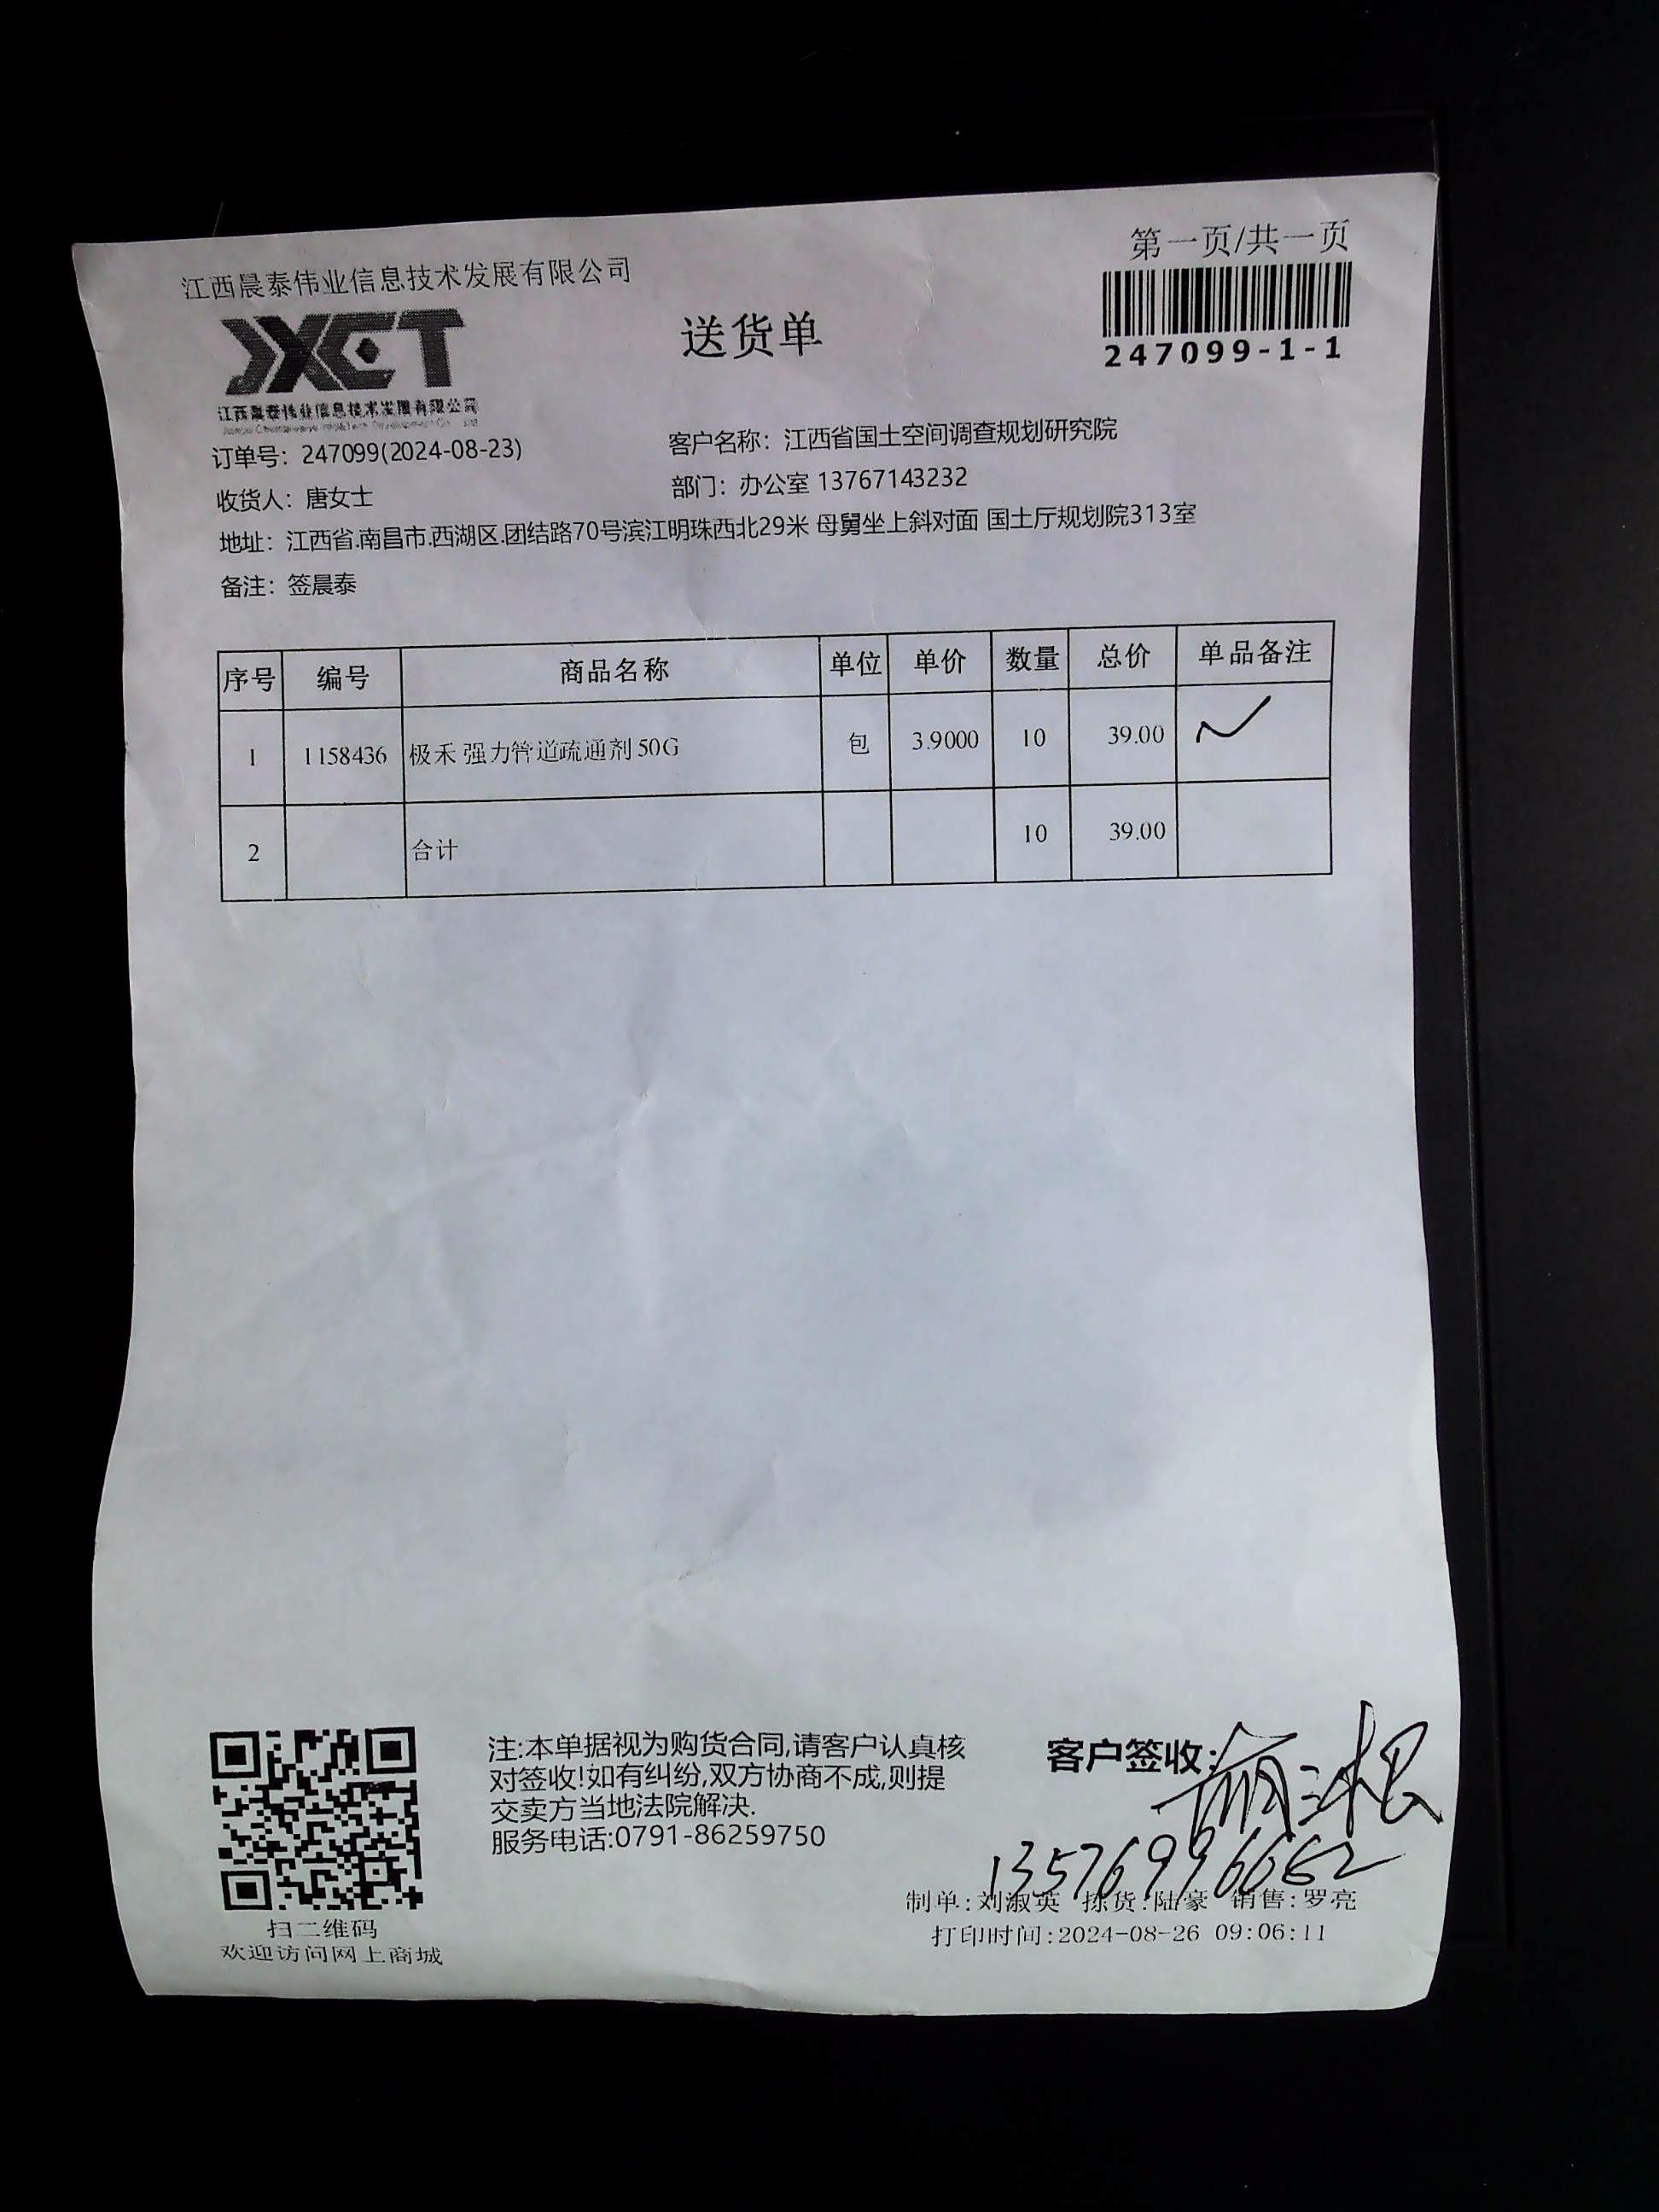 第一页/共一页
江西晨泰伟业信息技术发展有限公司
JXCT
送货单
247099-1-1
江西晨泰伟业信息技术发展有限公司
订单号：247099(2024-08-23)
客户名称：江西省国土空间调查规划研究院
收货人：唐女士
部门：办公室 13767143232
地址：江西省.南昌市.西湖区.团结路70号滨江明珠西北29米 母舅坐上斜对面 国土厅规划院313室
备注：签晨泰
序号 编号 商品名称 单位 单价 数量 总价 单品备注
1 1158436 极禾 强力管道疏通剂 50G 包 3.9000 10 39.00 ✓
2 合计 10 39.00
注:本单据视为购货合同,请客户认真核
对签收!如有纠纷,双方协商不成,则提
交卖方当地法院解决.
服务电话:0791-86259750
客户签收:
制单:刘淑英 拣货:陆豪 销售:罗亮
打印时间:2024-08-26 09:06:11
扫二维码
欢迎访问网上商城